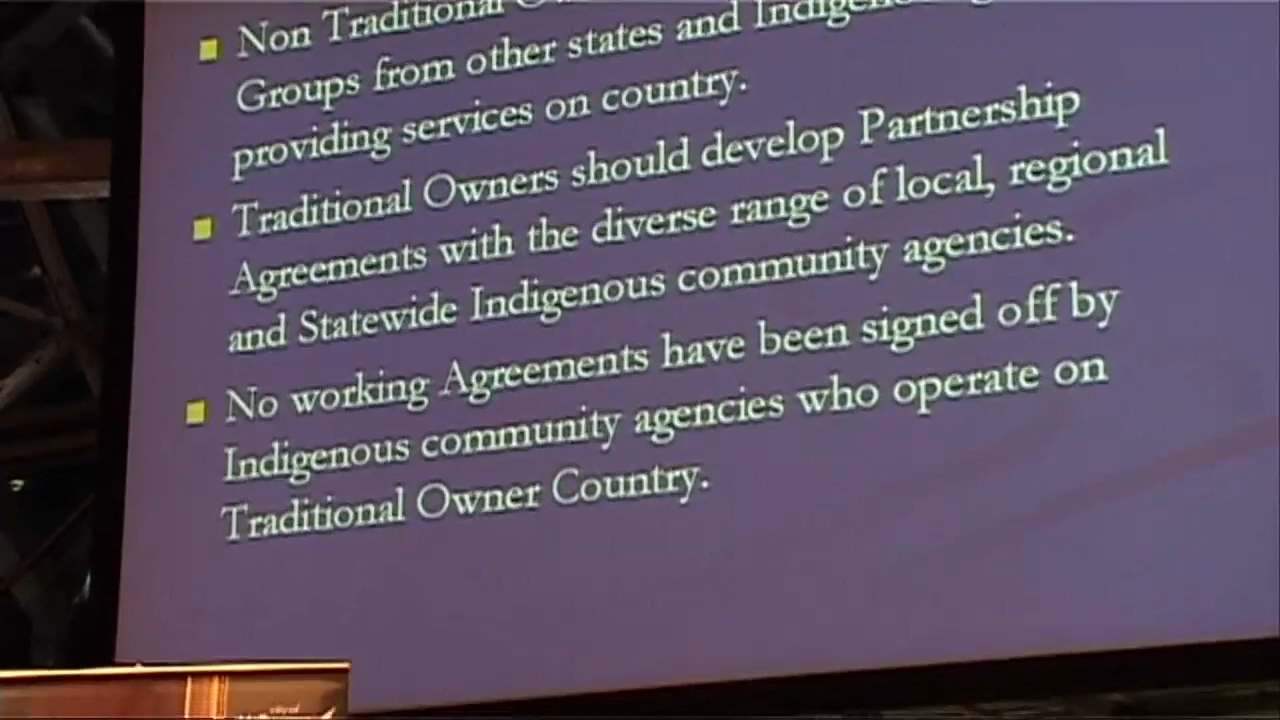 Non Traditional
Groups from other states and
providing services on country.
Traditional Owners should develop Partnership
Agreements with the diverse range of local, regional
and Statewide Indigenous community agencies.
No working Agreements have been signed off by
Indigenous community agencies who operate on
Traditional Owner Country.
city of